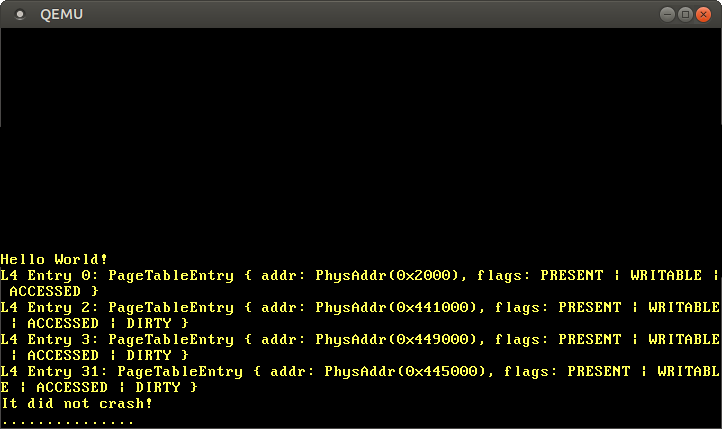 QEMU
Hello World!
L4 Entry 0: PageTableEntry { addr: PhysAddr(0x2000), flags: PRESENT | WRITABLE |
 ACCESSED }
L4 Entry 2: PageTableEntry { addr: PhysAddr(0x441000), flags: PRESENT | WRITABLE
 | ACCESSED | DIRTY }
L4 Entry 3: PageTableEntry { addr: PhysAddr(0x449000), flags: PRESENT | WRITABLE
 | ACCESSED | DIRTY }
L4 Entry 31: PageTableEntry { addr: PhysAddr(0x445000), flags: PRESENT | WRITABL
E | ACCESSED | DIRTY }
It did not crash!
...............